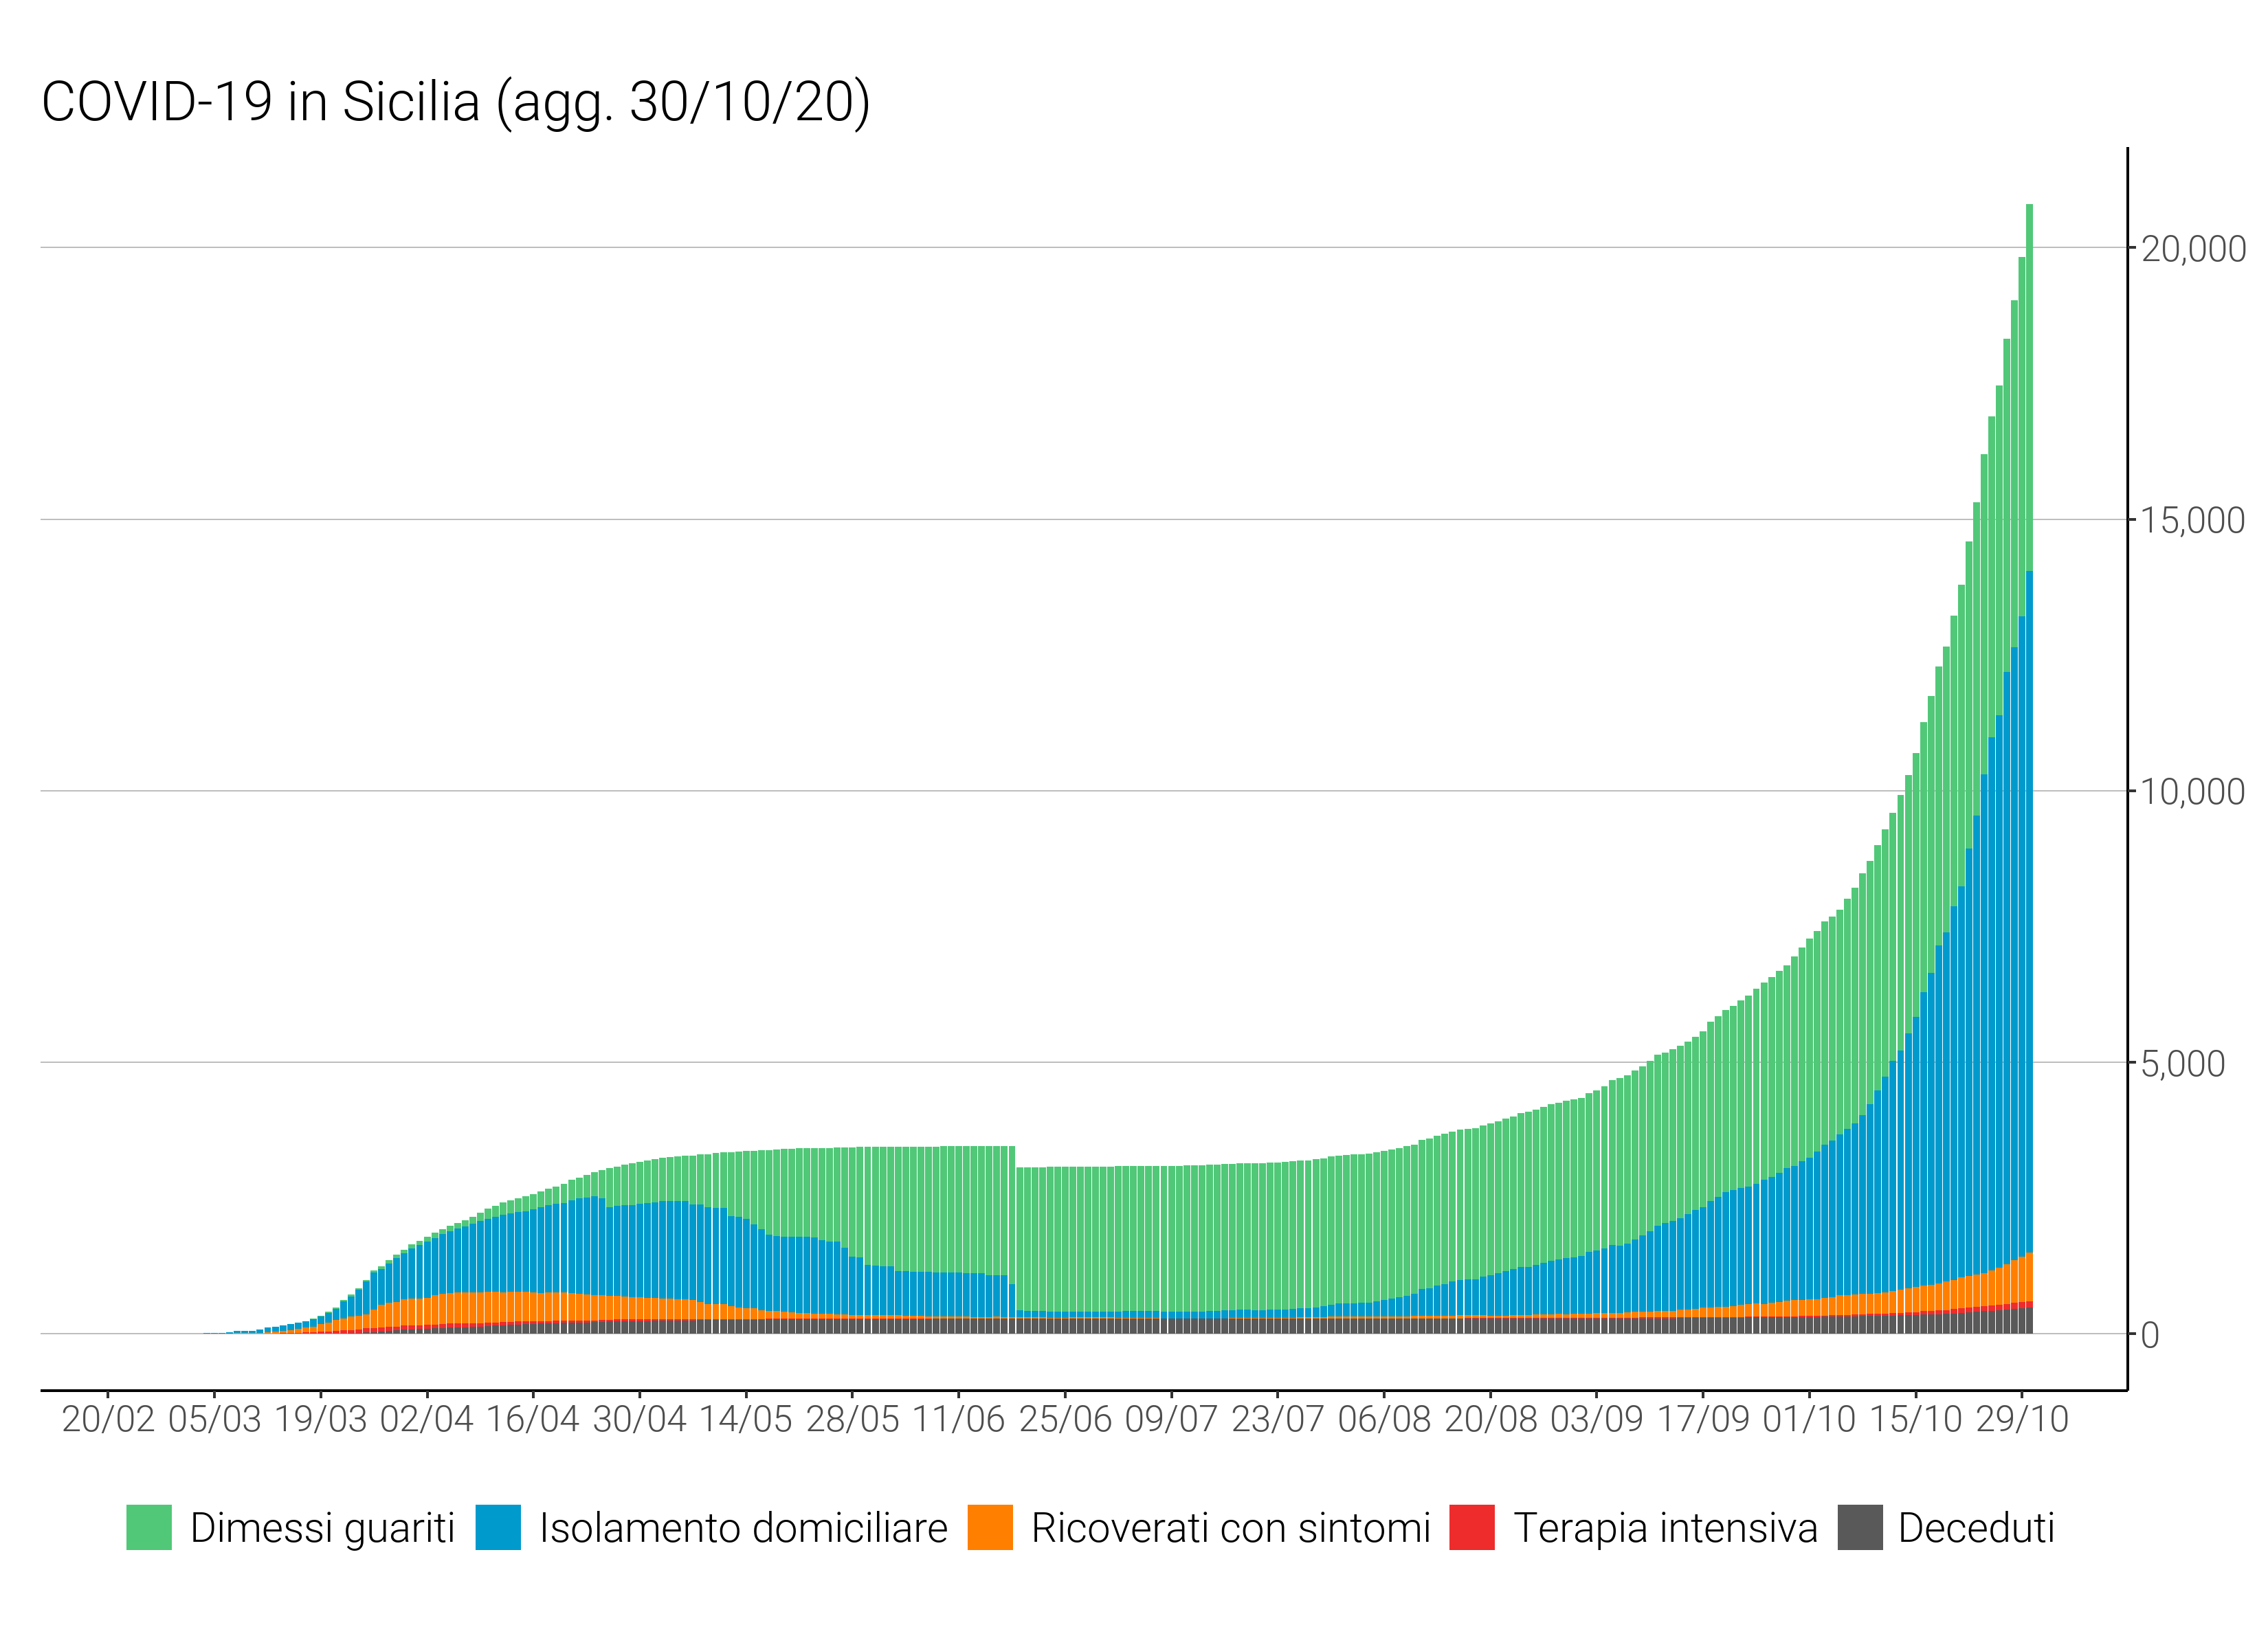 COVID-19 in Sicilia (agg. 30/10/20)
20,000
15,000
10,000
5,000
0
20/02 05/03 19/03 02/04 16/04 30/04 14/05 28/05 11/06 25/06 09/07 23/07 06/08 20/08 03/09 17/09 01/10 15/10 29/10
Dimessi guariti Isolamento domiciliare Ricoverati con sintomi Terapia intensiva Deceduti